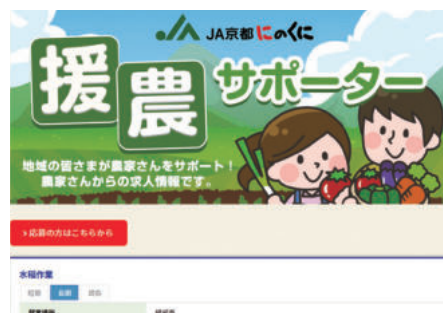 JA京都にのくに
援農サポーター
地域の皆さまが農家さんをサポート!
農家さんからの求人情報です。
>応募の方はこちらから
水稲作業